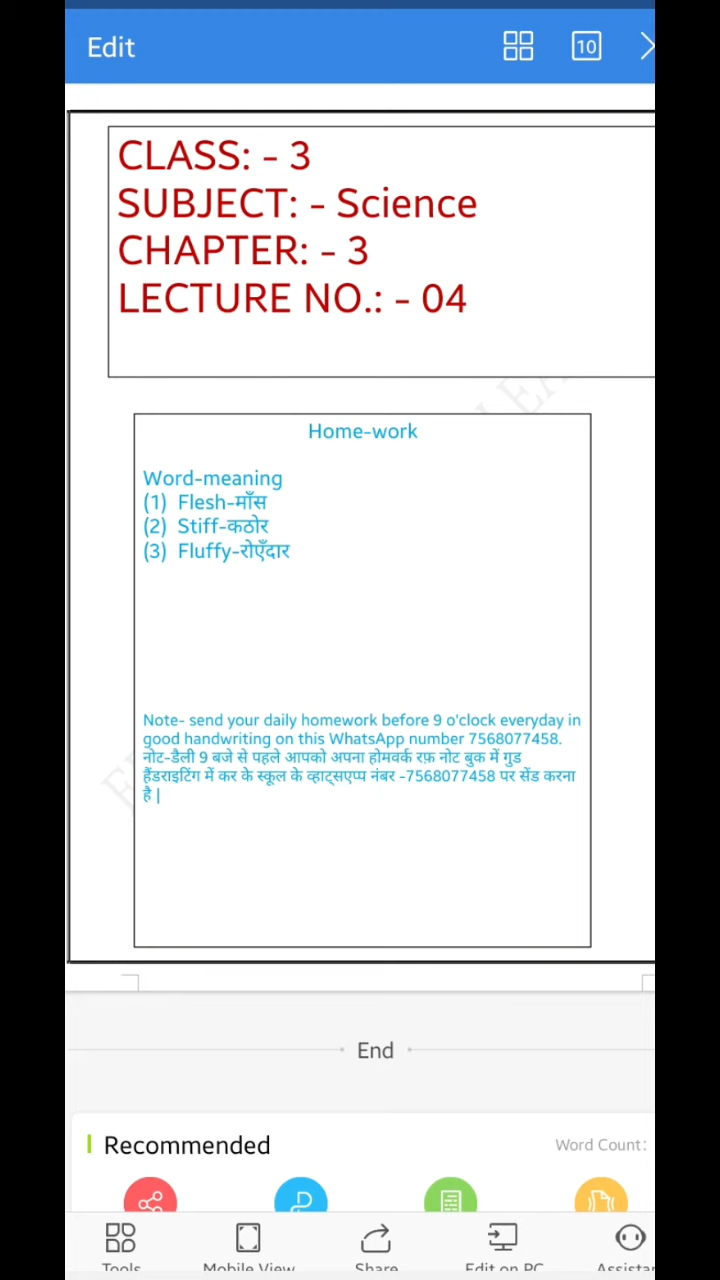 Edit
10
CLASS: - 3
SUBJECT: - Science
CHAPTER: - 3
LECTURE NO.: - 04
Home-work
Word-meaning
(1) Flesh-माँस
(2) Stiff-कठोर
(3) Fluffy-रोएँदार
Note- send your daily homework before 9 o'clock everyday in
good handwriting on this WhatsApp number 7568077458.
नोट-डैली 9 बजे से पहले आपको अपना होमवर्क रफ़ नोट बुक में गुड
हैंडराइटिंग में कर के स्कूल के व्हाट्सएप्प नंबर -7568077458 पर सेंड करना
है |
End
Recommended
Word Count:
Tools
Mobile View
Share
Edit on PC